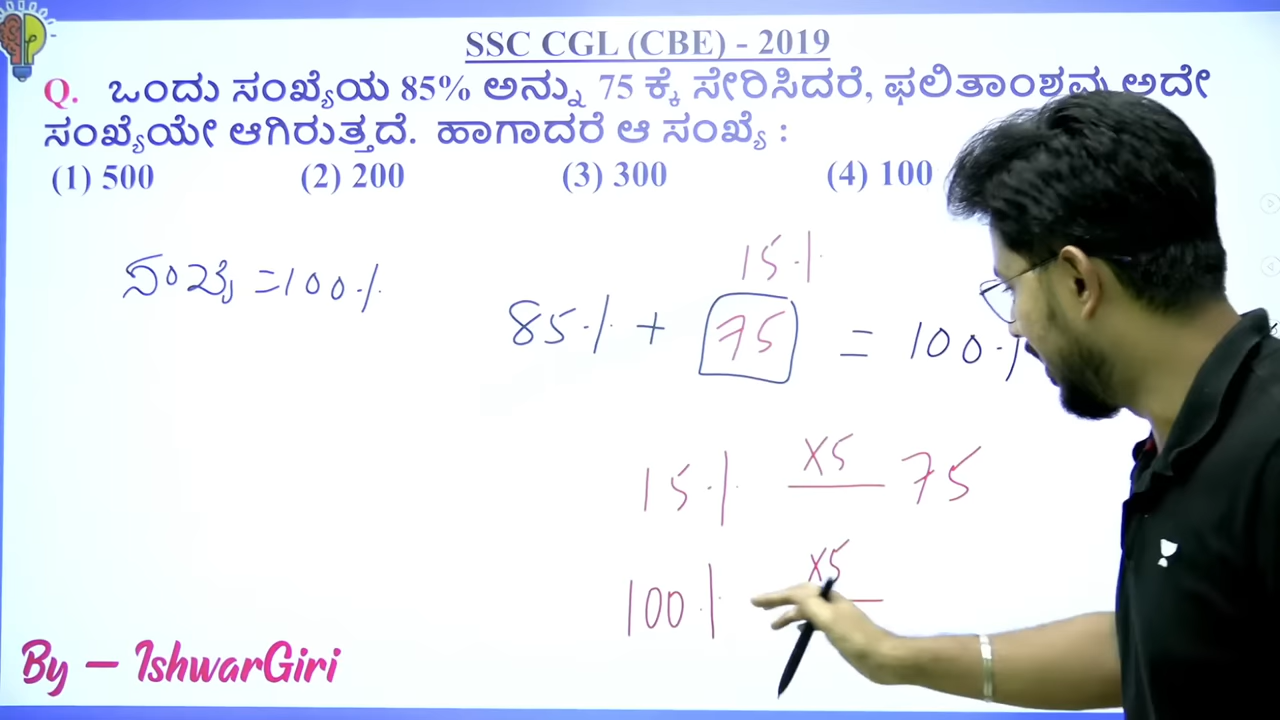 SSC CGL (CBE) - 2019
Q. ಒಂದು ಸಂಖ್ಯೆಯ 85% ಅನ್ನು 75 ಕ್ಕೆ ಸೇರಿಸಿದರೆ, ಫಲಿತಾಂಶವು ಅದೇ
ಸಂಖ್ಯೆಯೇ ಆಗಿರುತ್ತದೆ. ಹಾಗಾದರೆ ಆ ಸಂಖ್ಯೆ :
(1) 500 (2) 200 (3) 300 (4) 100
ಸಂಖ್ಯೆ = 100%
15%
85% + 75 = 100%
15% ×5 75
100% ×5
By – IshwarGiri